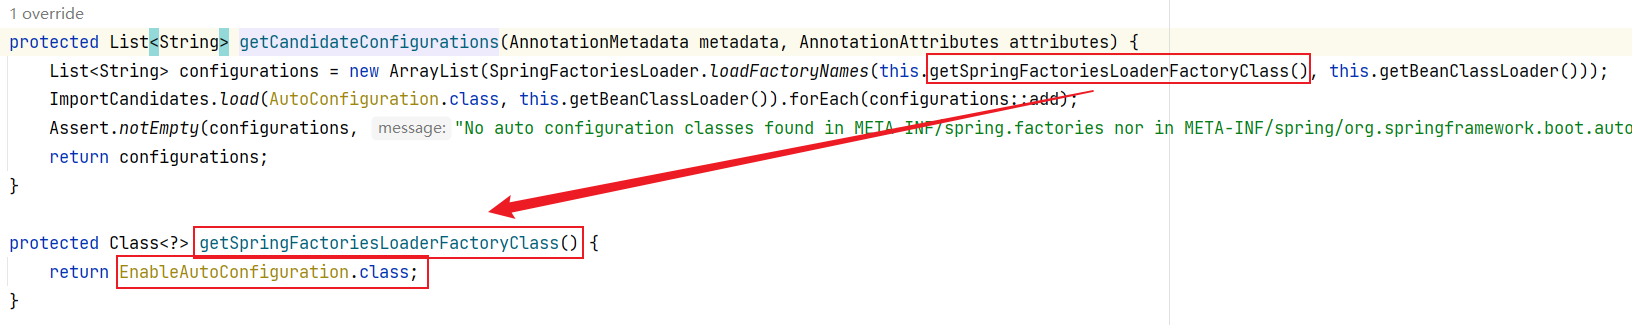 1 override
protected List<String> getCandidateConfigurations(AnnotationMetadata metadata, AnnotationAttributes attributes) {
List<String> configurations = new ArrayList(SpringFactoriesLoader.loadFactoryNames(this.getSpringFactoriesLoaderFactoryClass(), this.getBeanClassLoader()));
ImportCandidates.load(AutoConfiguration.class, this.getBeanClassLoader()).forEach(configurations::add);
Assert.notEmpty(configurations, message: "No auto configuration classes found in META-INF/spring.factories nor in META-INF/spring/org.springframework.boot.auto
return configurations;
}
protected Class<?> getSpringFactoriesLoaderFactoryClass() {
return EnableAutoConfiguration.class;
}